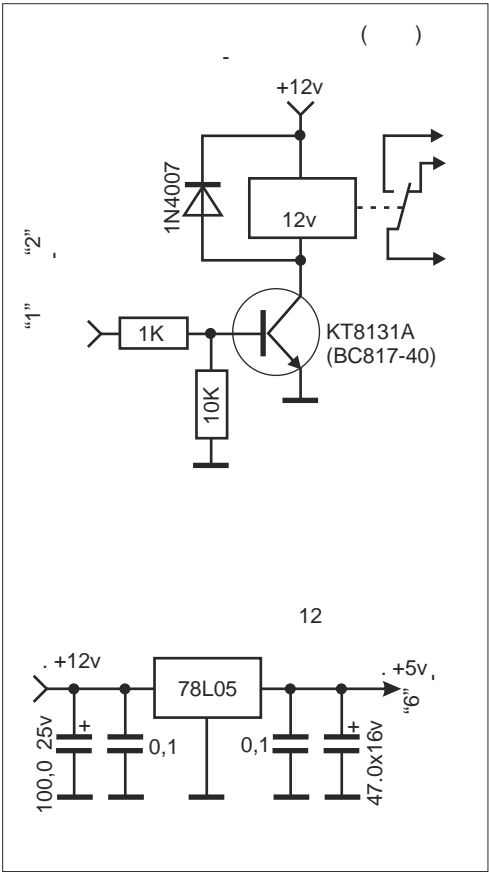 ( )
-
+12v
1N4007
12v
“1” “2” -
1K
KT8131A
(BC817-40)
10K
12
. +12v
78L05
. +5v,
“6”
100,0 25v
+
0,1
0,1
+
47.0x16v